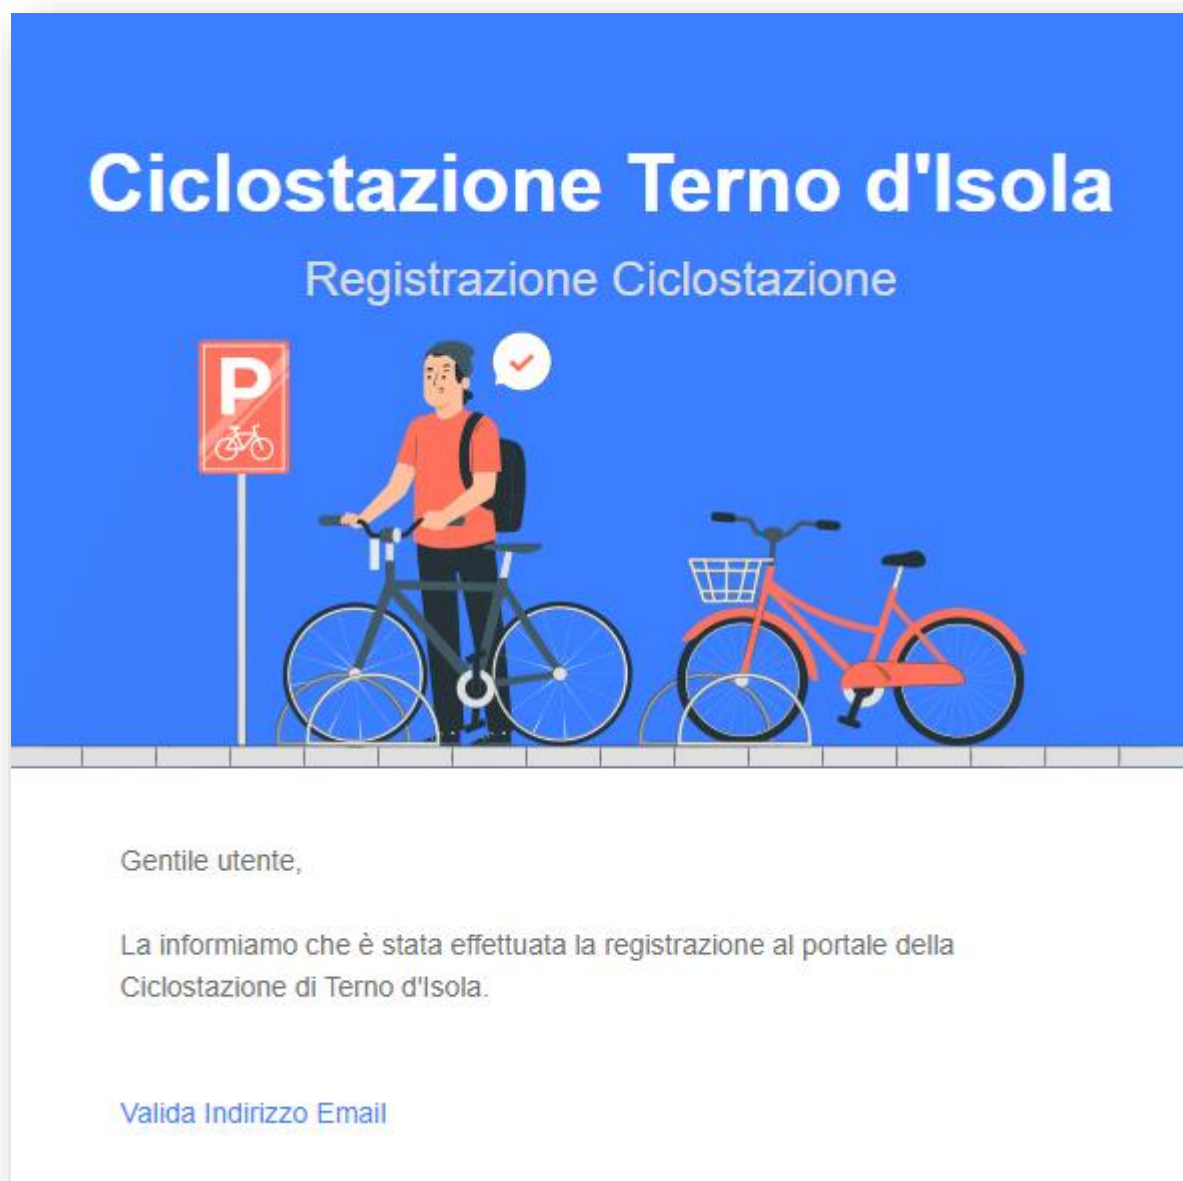 Ciclostazione Terno d'Isola
Registrazione Ciclostazione
P
Gentile utente,
La informiamo che è stata effettuata la registrazione al portale della
Ciclostazione di Terno d'Isola.
Valida Indirizzo Email